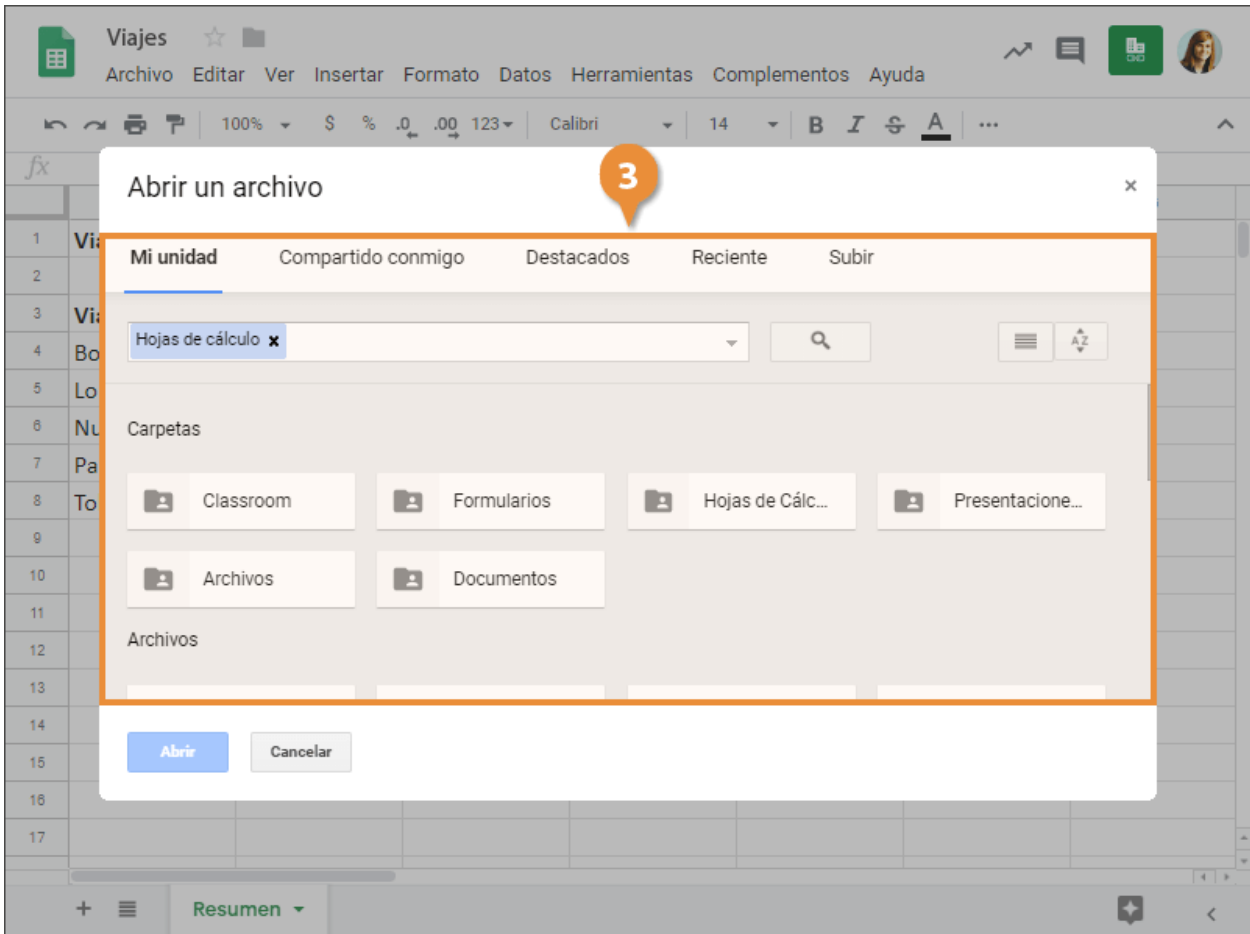 Viajes
Archivo Editar Ver Insertar Formato Datos Herramientas Complementos Ayuda
100% $ % .0 .00 123 Calibri 14 B I S A ...
fx
Abrir un archivo
3
×
1 Via
Mi unidad Compartido conmigo Destacados Reciente Subir
2
3 Via
Hojas de cálculo ×
AZ
4 Bo
5 Lo
6 Nu
Carpetas
7 Pa
8 To
Classroom Formularios Hojas de Cálc... Presentacione...
9
10
Archivos Documentos
11
12
Archivos
13
14
Abrir Cancelar
15
16
17
+ Resumen